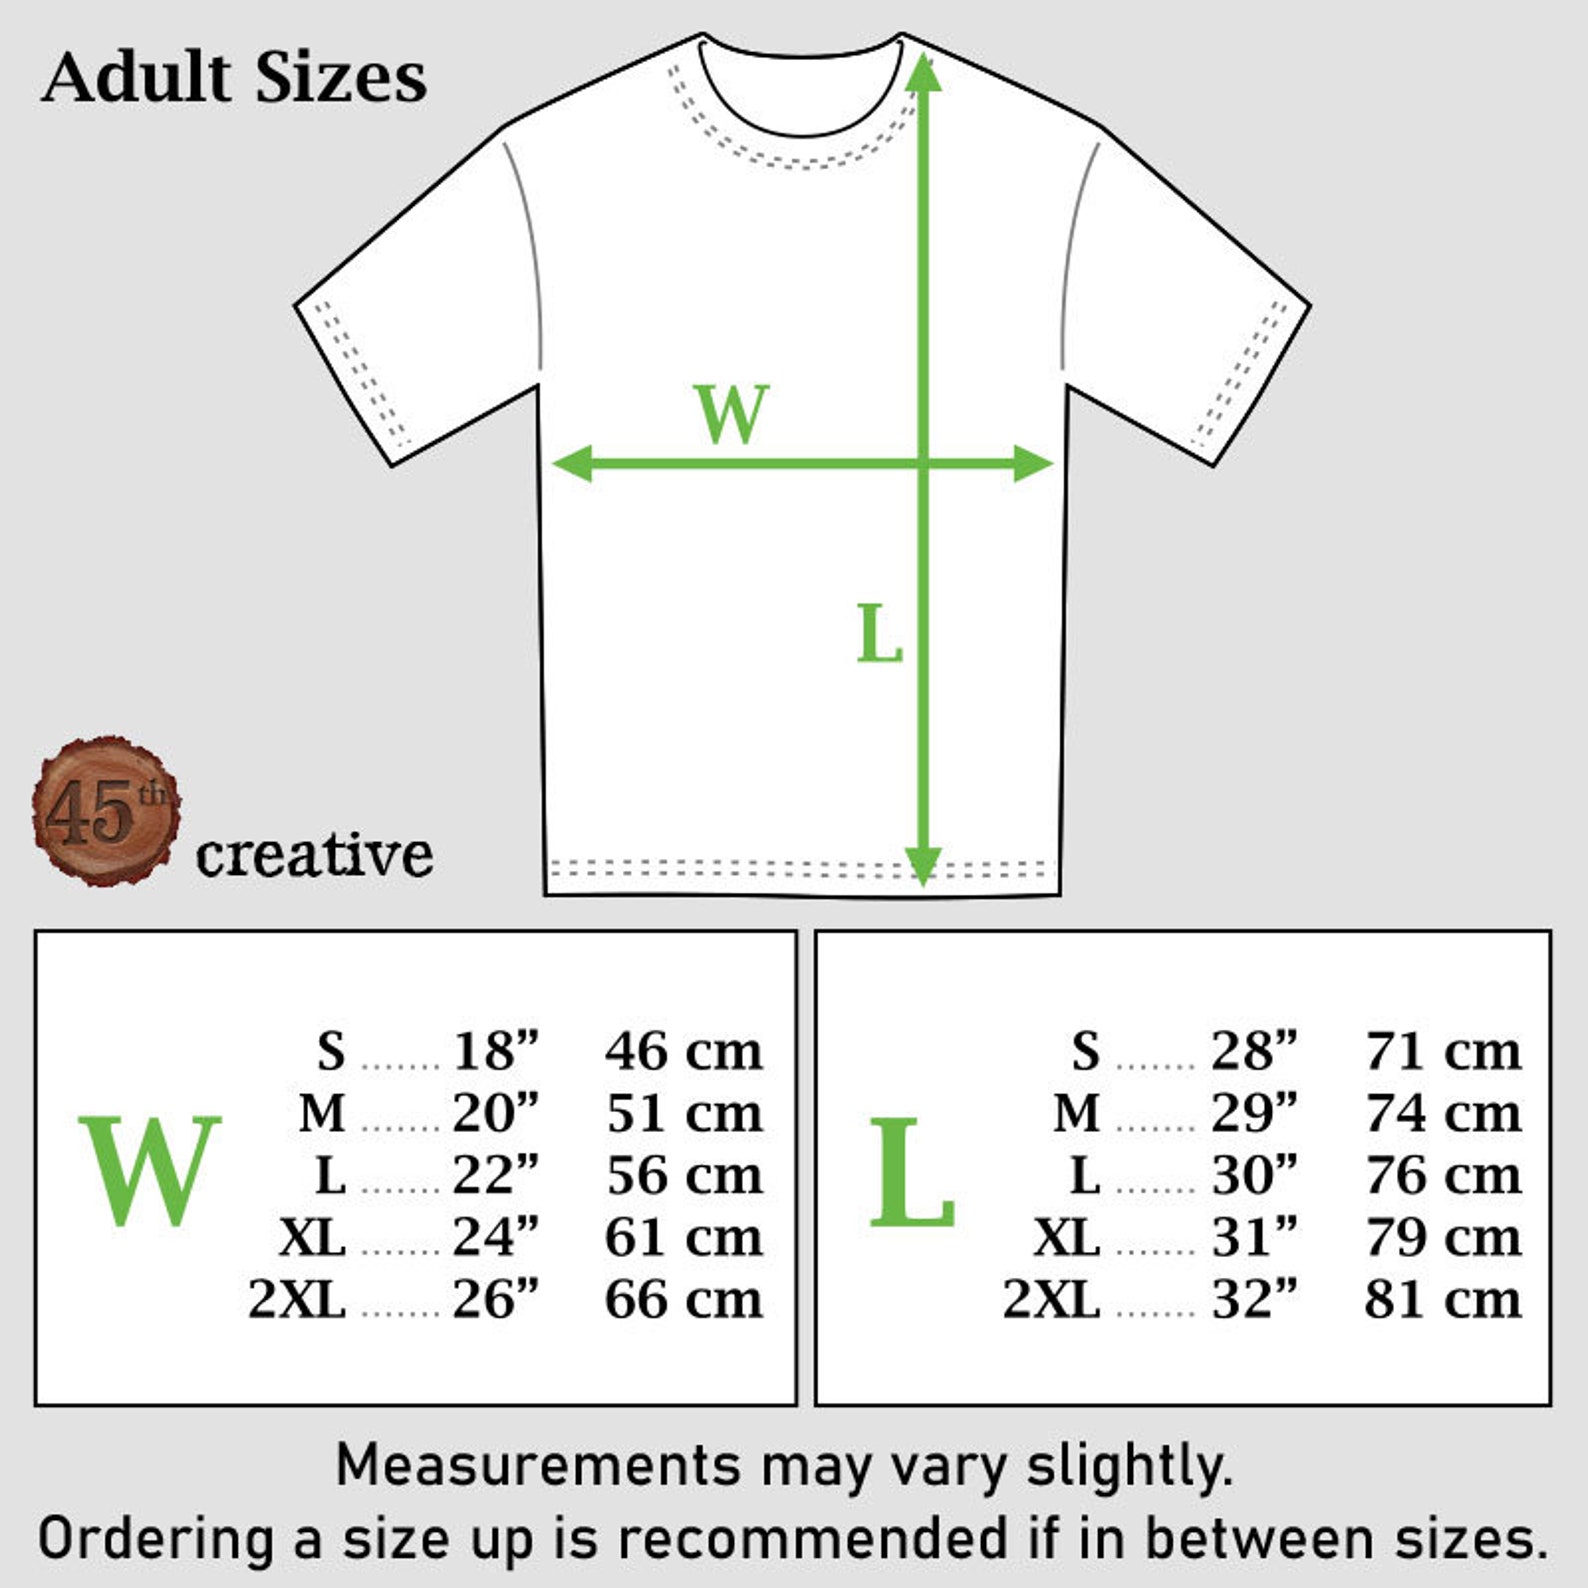 Adult Sizes
W
L
45th
creative
W
S ....... 18” 46 cm
M ....... 20” 51 cm
L ....... 22” 56 cm
XL ....... 24” 61 cm
2XL ....... 26” 66 cm
L
S ....... 28” 71 cm
M ....... 29” 74 cm
L ....... 30” 76 cm
XL ....... 31” 79 cm
2XL ....... 32” 81 cm
Measurements may vary slightly.
Ordering a size up is recommended if in between sizes.